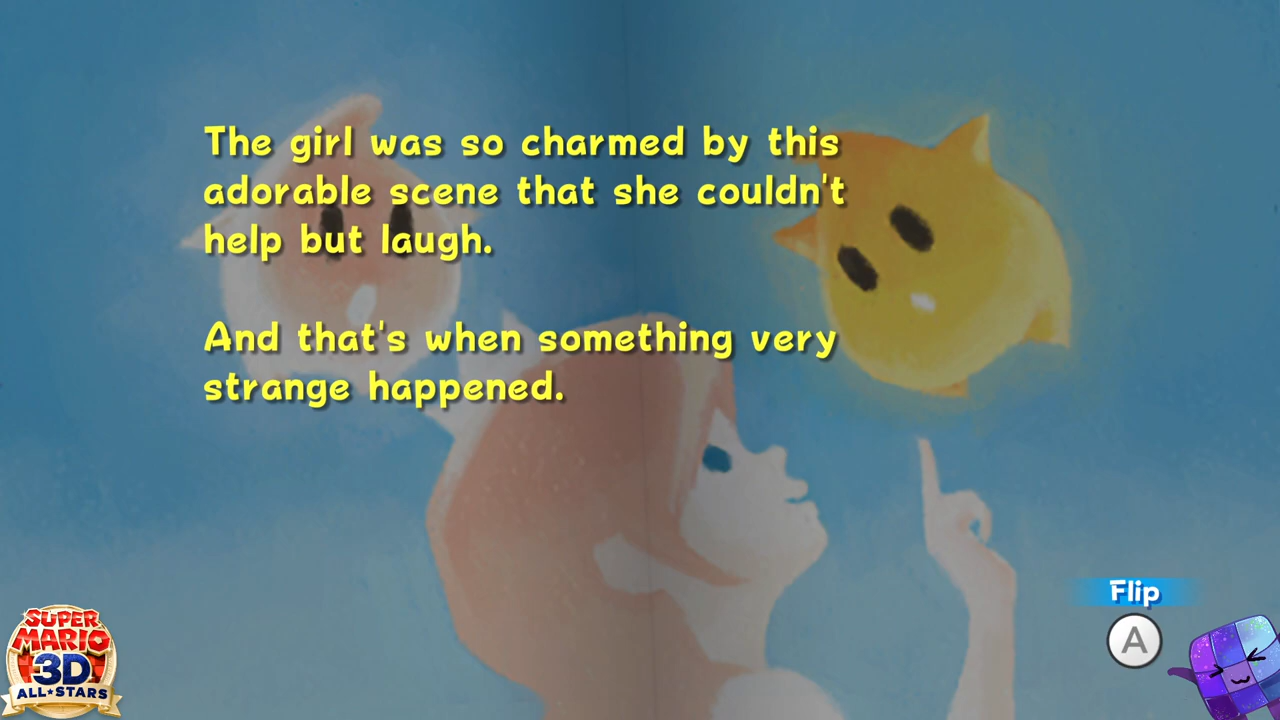 The girl was so charmed by this
adorable scene that she couldn't
help but laugh.
And that's when something very
strange happened.
Flip
A
SUPER
MARIO
3D
ALL★STARS